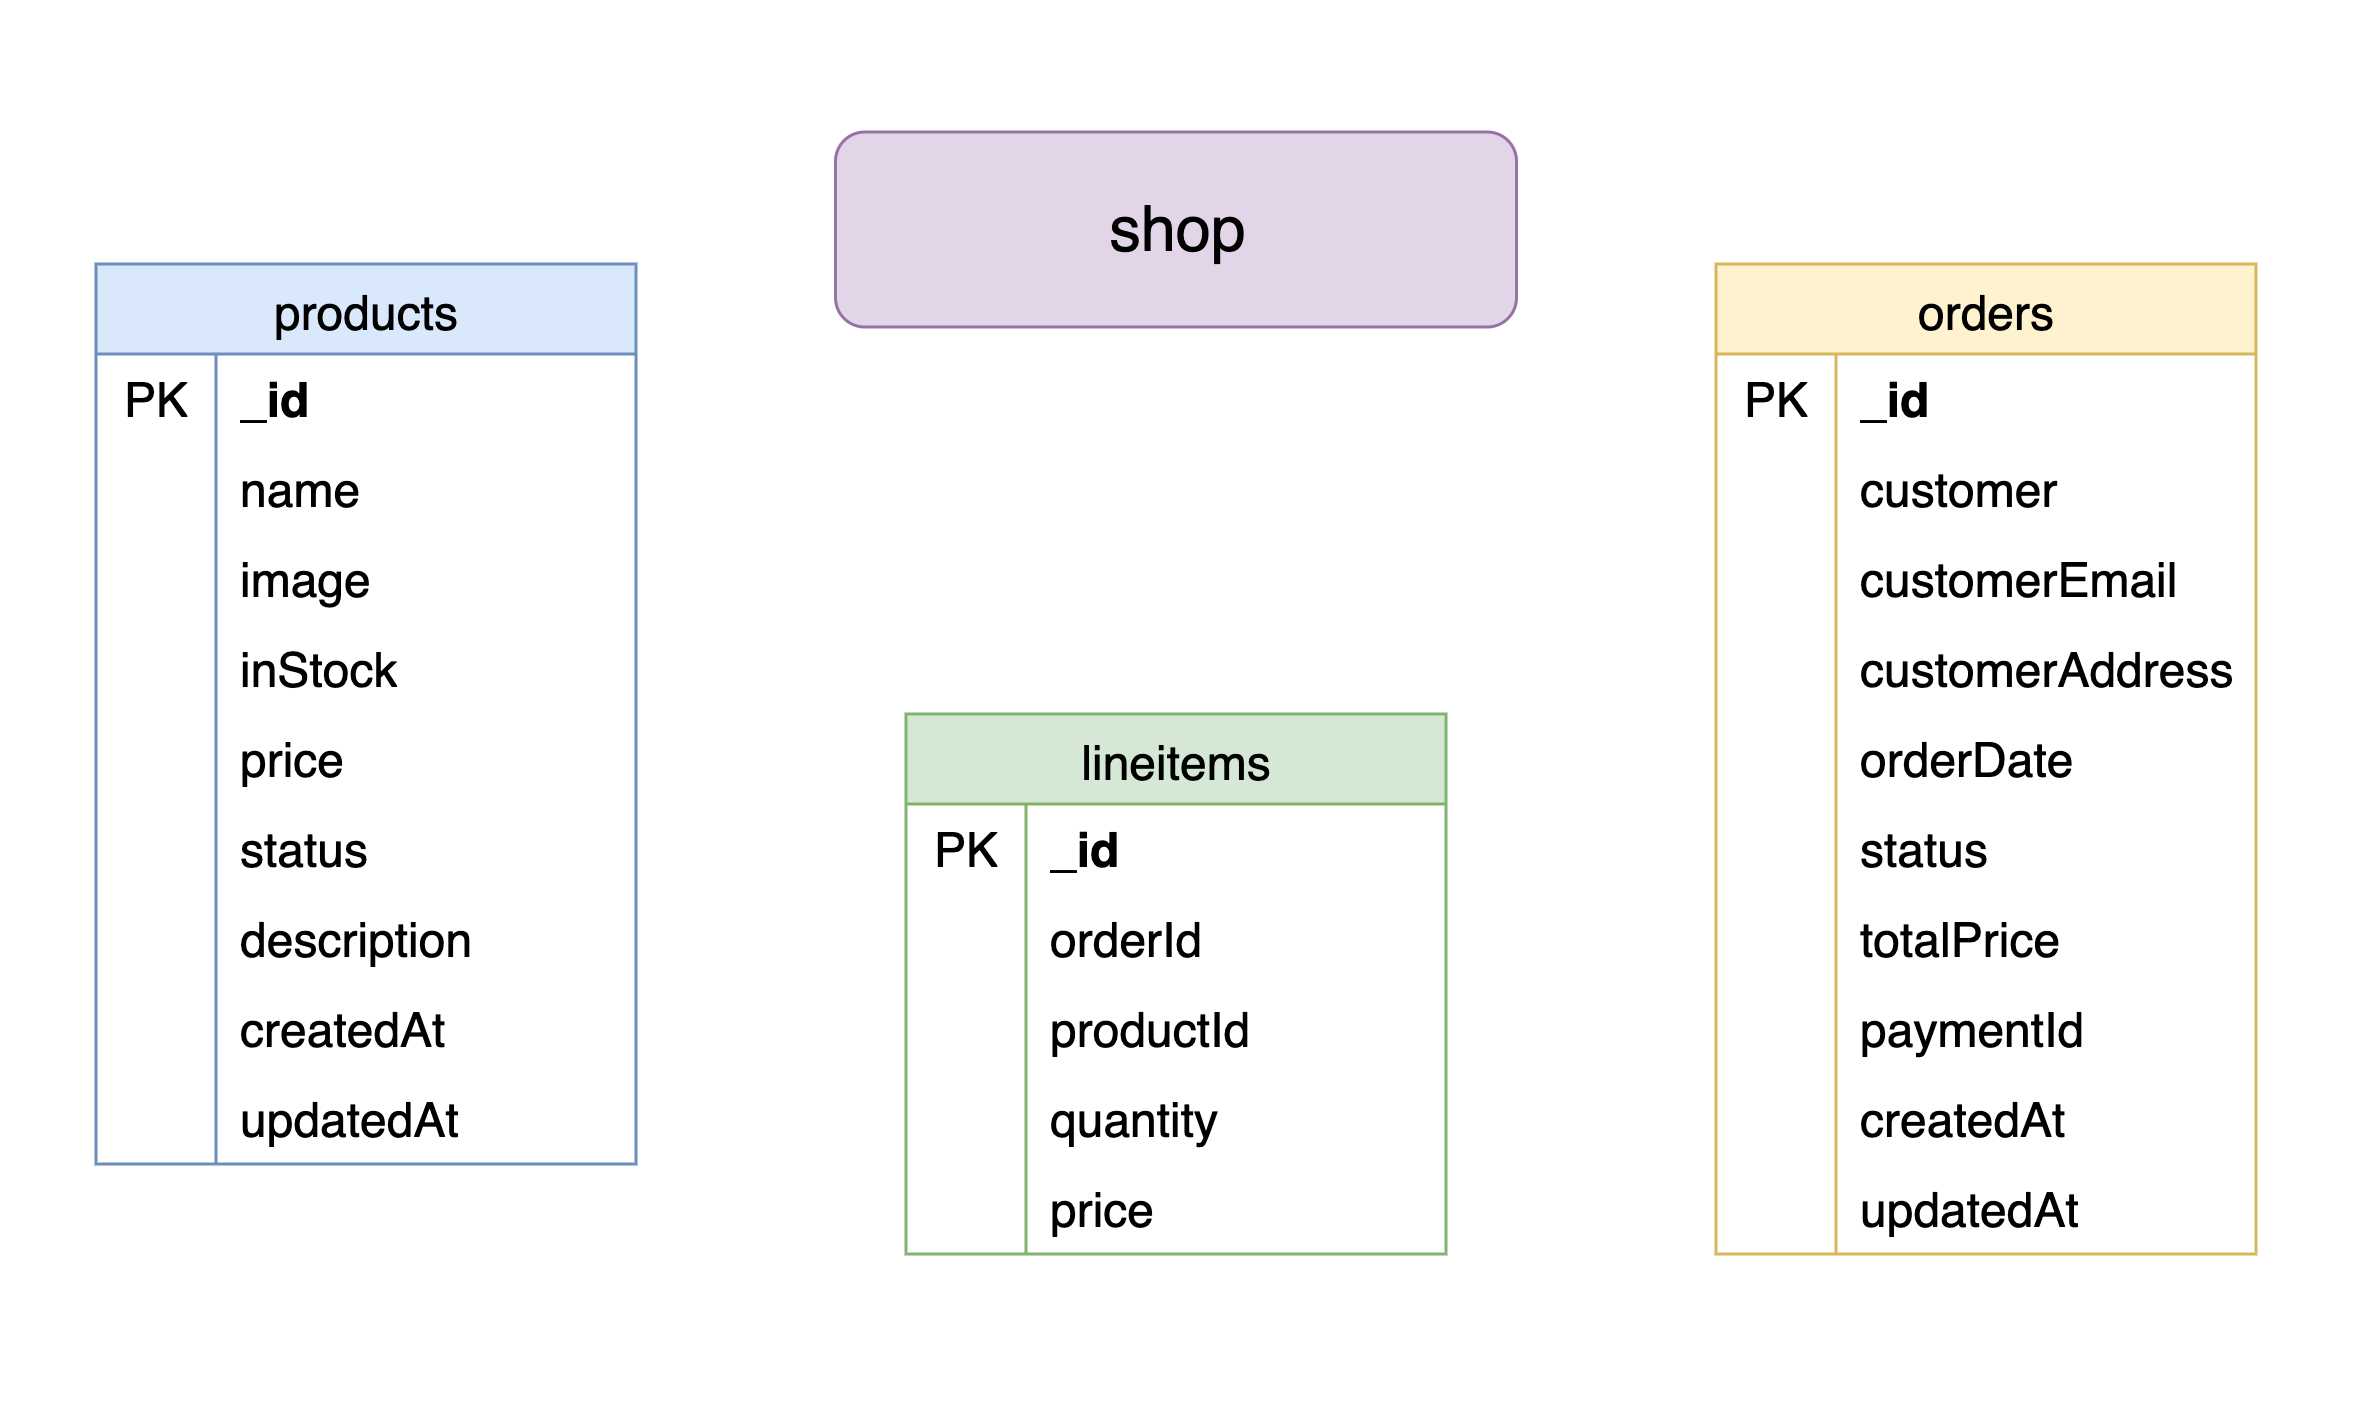 shop
products
PK _id
name
image
inStock
price
status
description
createdAt
updatedAt
lineitems
PK _id
orderId
productId
quantity
price
orders
PK _id
customer
customerEmail
customerAddress
orderDate
status
totalPrice
paymentId
createdAt
updatedAt